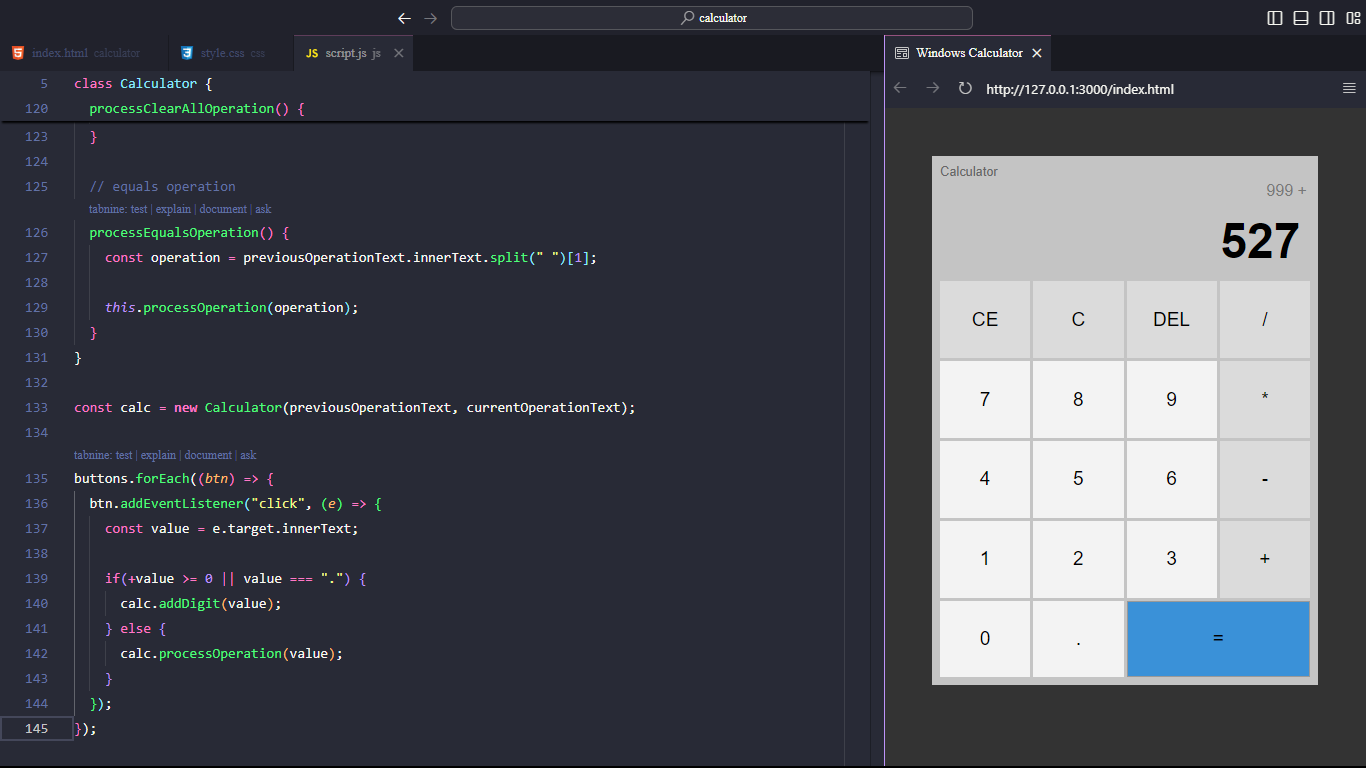 calculator
index.html calculator
style.css css
JS script.js js
5 class Calculator {
120 processClearAllOperation() {
123 }
124
125 // equals operation
tabnine: test | explain | document | ask
126 processEqualsOperation() {
127 const operation = previousOperationText.innerText.split(" ")[1];
128
129 this.processOperation(operation);
130 }
131 }
132
133 const calc = new Calculator(previousOperationText, currentOperationText);
134
tabnine: test | explain | document | ask
135 buttons.forEach((btn) => {
136 btn.addEventListener("click", (e) => {
137 const value = e.target.innerText;
138
139 if(+value >= 0 || value === ".") {
140 calc.addDigit(value);
141 } else {
142 calc.processOperation(value);
143 }
144 });
145 });
Windows Calculator
http://127.0.0.1:3000/index.html
Calculator
999 +
527
CE C DEL /
7 8 9 *
4 5 6 -
1 2 3 +
0 . =